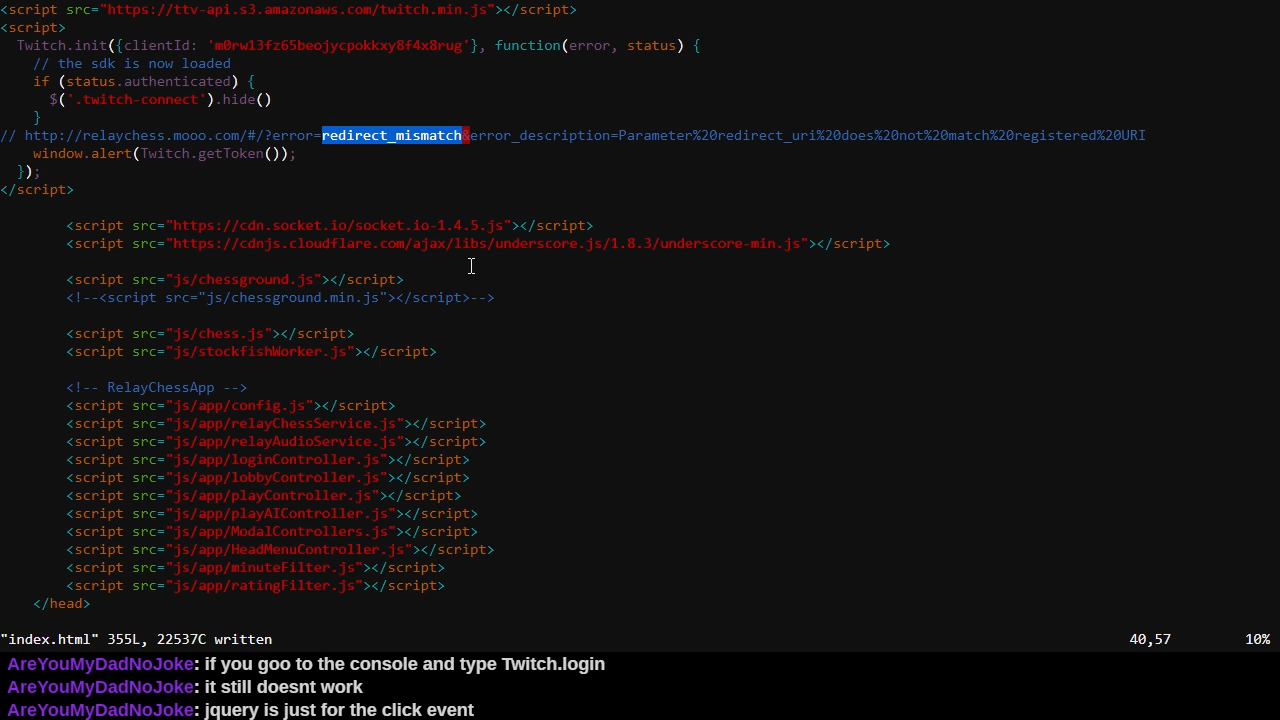 <script src="https://ttv-api.s3.amazonaws.com/twitch.min.js"></script>
<script>
  Twitch.init({clientId: 'm0rw13fz65beojycpokkxy8f4x8rug'}, function(error, status) {
    // the sdk is now loaded
    if (status.authenticated) {
      $('.twitch-connect').hide()
    }
// http://relaychess.mooo.com/#/?error=redirect_mismatch&error_description=Parameter%20redirect_uri%20does%20not%20match%20registered%20URI
    window.alert(Twitch.getToken());
  });
</script>
        <script src="https://cdn.socket.io/socket.io-1.4.5.js"></script>
        <script src="https://cdnjs.cloudflare.com/ajax/libs/underscore.js/1.8.3/underscore-min.js"></script>
        <script src="js/chessground.js"></script>
        <!--<script src="js/chessground.min.js"></script>-->
        <script src="js/chess.js"></script>
        <script src="js/stockfishWorker.js"></script>
        <!-- RelayChessApp -->
        <script src="js/app/config.js"></script>
        <script src="js/app/relayChessService.js"></script>
        <script src="js/app/relayAudioService.js"></script>
        <script src="js/app/loginController.js"></script>
        <script src="js/app/lobbyController.js"></script>
        <script src="js/app/playController.js"></script>
        <script src="js/app/playAIController.js"></script>
        <script src="js/app/ModalControllers.js"></script>
        <script src="js/app/HeadMenuController.js"></script>
        <script src="js/app/minuteFilter.js"></script>
        <script src="js/app/ratingFilter.js"></script>
    </head>
"index.html" 355L, 22537C written 40,57 10%
AreYouMyDadNoJoke: if you goo to the console and type Twitch.login
AreYouMyDadNoJoke: it still doesnt work
AreYouMyDadNoJoke: jquery is just for the click event